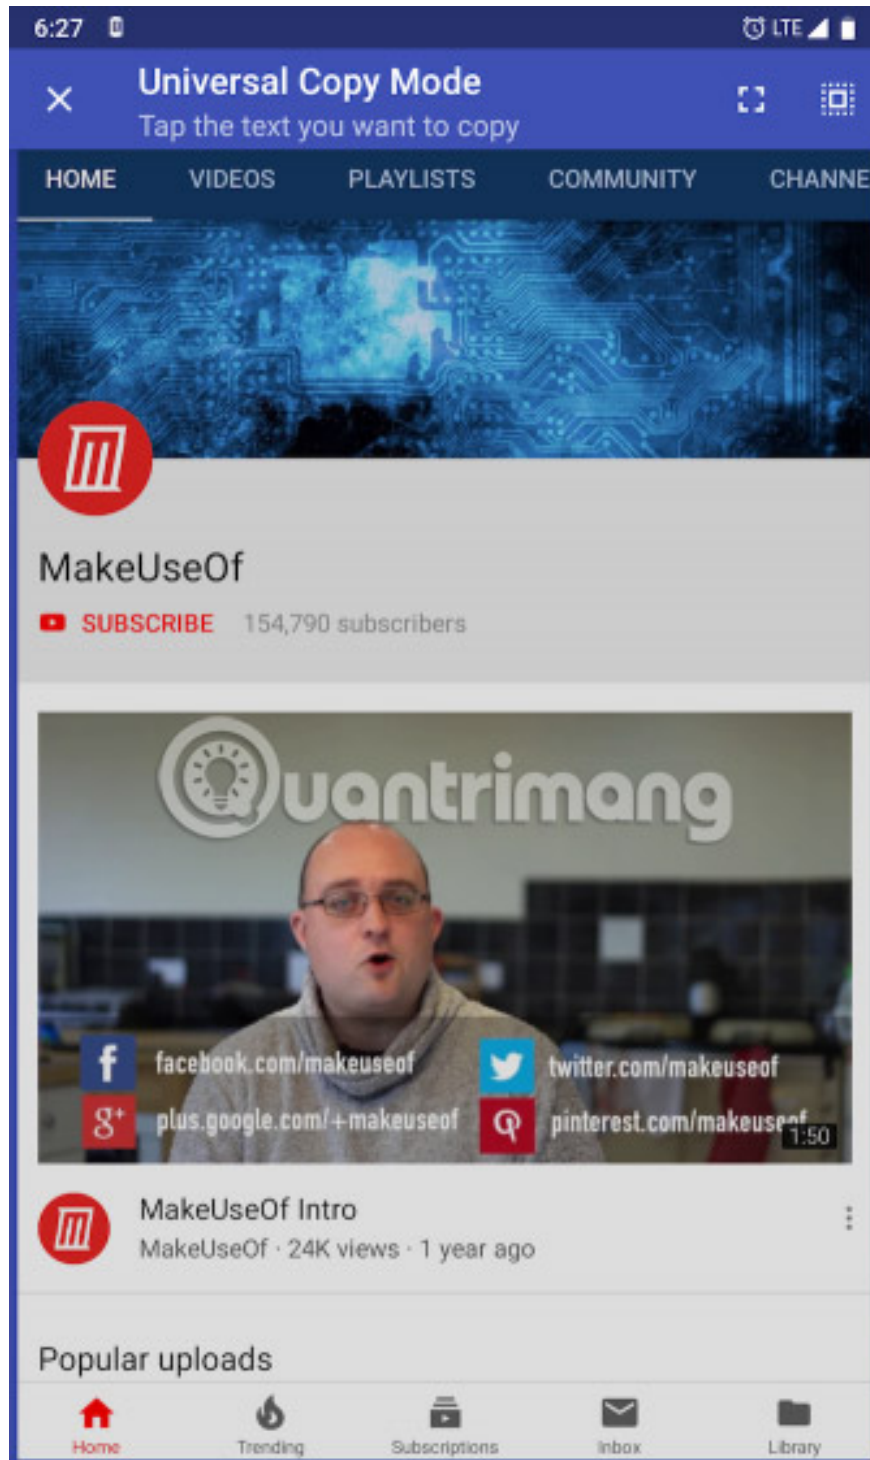 6:27
LTE
Universal Copy Mode
Tap the text you want to copy
HOME VIDEOS PLAYLISTS COMMUNITY CHANNE
MakeUseOf
SUBSCRIBE 154,790 subscribers
Quantrimang
facebook.com/makeuseof twitter.com/makeuseof
plus.google.com/+makeuseof pinterest.com/makeuseof
1:50
MakeUseOf Intro
MakeUseOf · 24K views · 1 year ago
Popular uploads
Home Trending Subscriptions Inbox Library